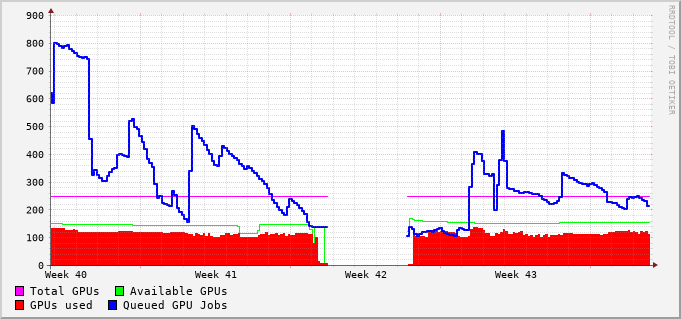 900
800
700
600
500
400
300
200
100
0
Week 40 Week 41 Week 42 Week 43
Total GPUs Available GPUs
GPUs used Queued GPU Jobs
RRDTOOL / TOBI OETIKER